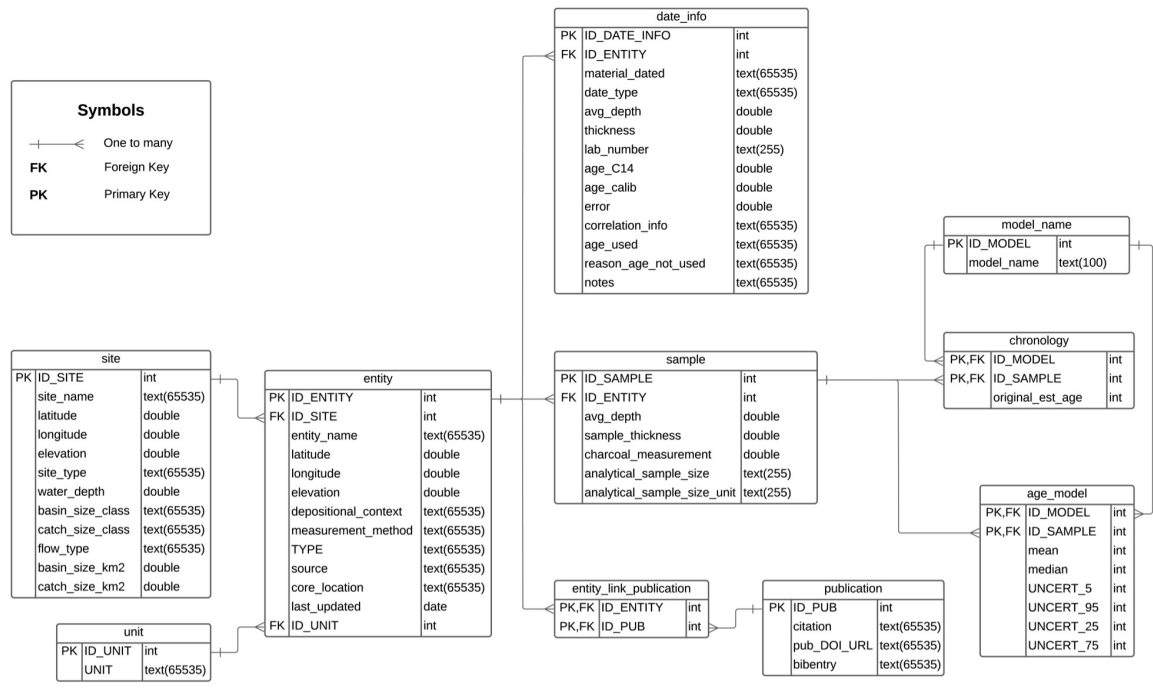 Symbols
One to many
FK Foreign Key
PK Primary Key
date_info
PK ID_DATE_INFO int
FK ID_ENTITY int
material_dated text(65535)
date_type text(65535)
avg_depth double
thickness double
lab_number text(255)
age_C14 double
age_calib double
error double
correlation_info text(65535)
age_used text(65535)
reason_age_not_used text(65535)
notes text(65535)
site
PK ID_SITE int
site_name text(65535)
latitude double
longitude double
elevation double
site_type text(65535)
water_depth double
basin_size_class text(65535)
catch_size_class text(65535)
flow_type text(65535)
basin_size_km2 double
catch_size_km2 double
unit
PK ID_UNIT int
UNIT text(65535)
entity
PK ID_ENTITY int
FK ID_SITE int
entity_name text(65535)
latitude double
longitude double
elevation double
depositional_context text(65535)
measurement_method text(65535)
TYPE text(65535)
source text(65535)
core_location text(65535)
last_updated date
FK ID_UNIT int
sample
PK ID_SAMPLE int
FK ID_ENTITY int
avg_depth double
sample_thickness double
charcoal_measurement double
analytical_sample_size text(255)
analytical_sample_size_unit text(255)
entity_link_publication
PK,FK ID_ENTITY int
PK,FK ID_PUB int
publication
PK ID_PUB int
citation text(65535)
pub_DOI_URL text(65535)
bibentry text(65535)
model_name
PK ID_MODEL int
model_name text(100)
chronology
PK,FK ID_MODEL int
PK,FK ID_SAMPLE int
original_est_age int
age_model
PK,FK ID_MODEL int
PK,FK ID_SAMPLE int
mean int
median int
UNCERT_5 int
UNCERT_95 int
UNCERT_25 int
UNCERT_75 int